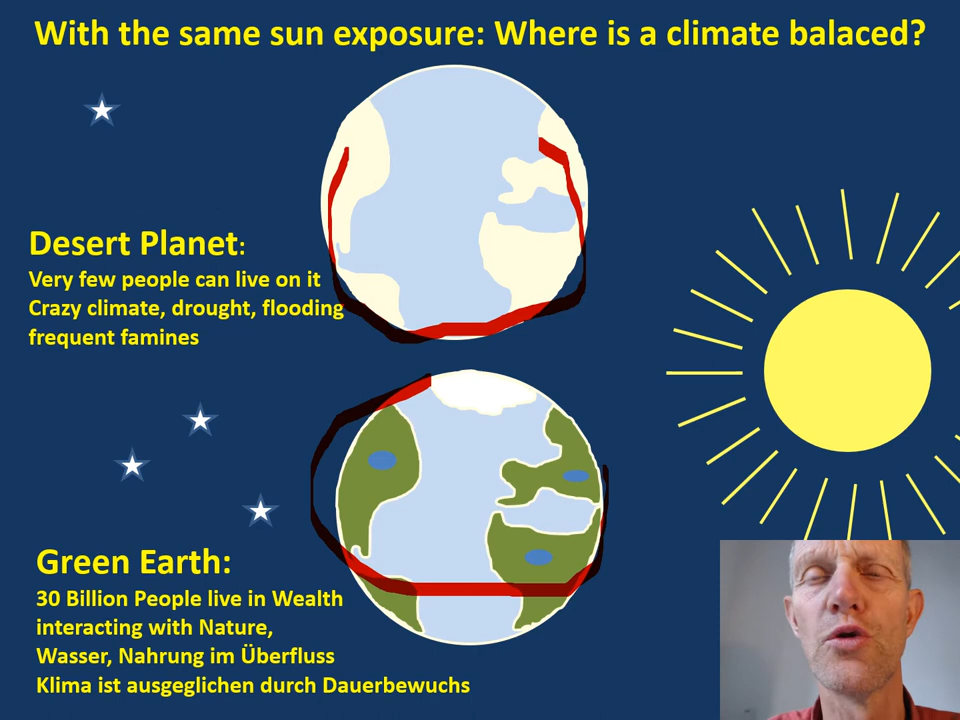 With the same sun exposure: Where is a climate balaced?
Desert Planet:
Very few people can live on it
Crazy climate, drought, flooding
frequent famines
Green Earth:
30 Billion People live in Wealth
interacting with Nature,
Wasser, Nahrung im Überfluss
Klima ist ausgeglichen durch Dauerbewuchs